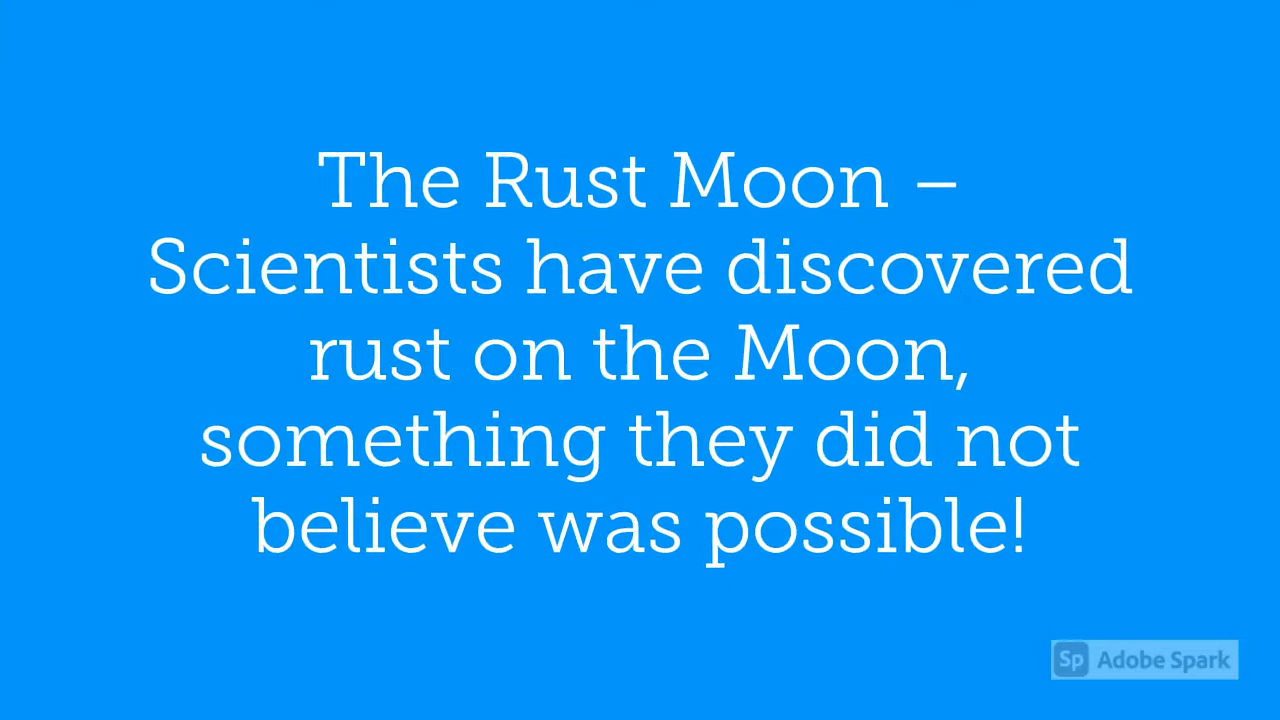 The Rust Moon –
Scientists have discovered
rust on the Moon,
something they did not
believe was possible!
Sp Adobe Spark